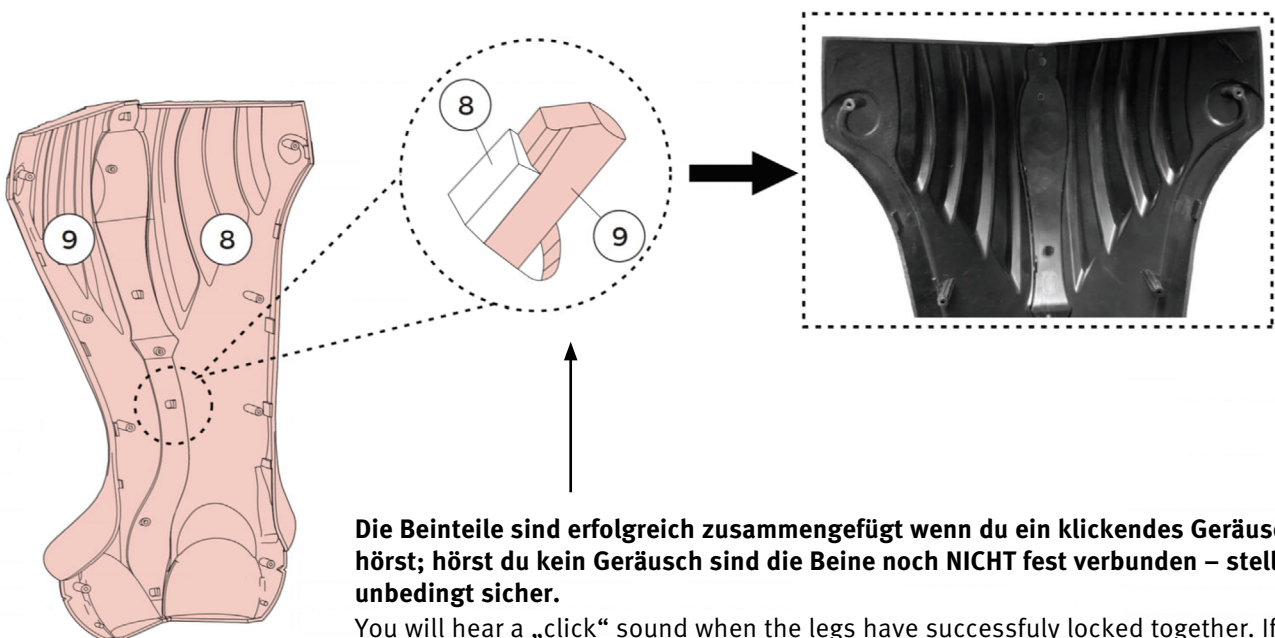 8
9
8
9
Die Beinteile sind erfolgreich zusammengefügt wenn du ein klickendes
hörst; hörst du kein Geräusch sind die Beine noch NICHT fest verbunden – stell
unbedingt sicher.
You will hear a „click“ sound when the legs have successfuly locked together. If